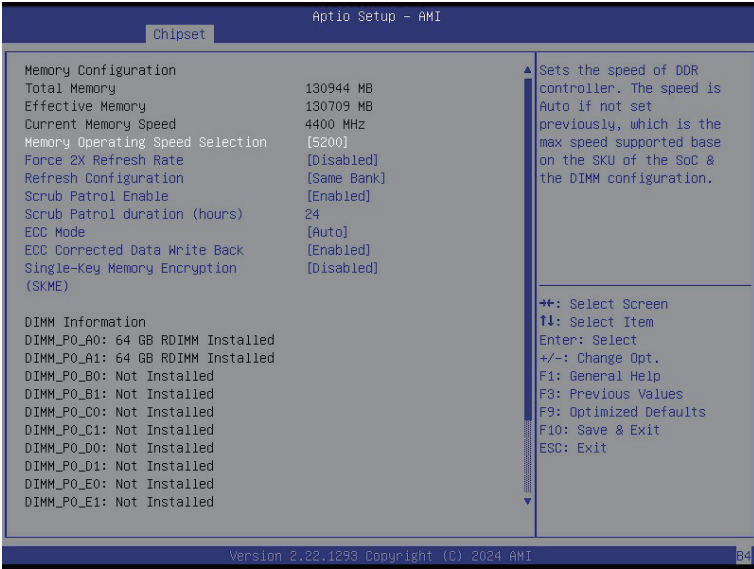 Aptio Setup – AMI
Chipset
Memory Configuration
Total Memory 130944 MB
Effective Memory 130709 MB
Current Memory Speed 4400 MHz
Memory Operating Speed Selection [5200]
Force 2X Refresh Rate [Disabled]
Refresh Configuration [Same Bank]
Scrub Patrol Enable [Enabled]
Scrub Patrol duration (hours) 24
ECC Mode [Auto]
ECC Corrected Data Write Back [Enabled]
Single-Key Memory Encryption [Disabled]
(SKME)
DIMM Information
DIMM_P0_A0: 64 GB RDIMM Installed
DIMM_P0_A1: 64 GB RDIMM Installed
DIMM_P0_B0: Not Installed
DIMM_P0_B1: Not Installed
DIMM_P0_C0: Not Installed
DIMM_P0_C1: Not Installed
DIMM_P0_D0: Not Installed
DIMM_P0_D1: Not Installed
DIMM_P0_E0: Not Installed
DIMM_P0_E1: Not Installed
Sets the speed of DDR
controller. The speed is
Auto if not set
previously, which is the
max speed supported base
on the SKU of the SoC &
the DIMM configuration.
→←: Select Screen
↑↓: Select Item
Enter: Select
+/-: Change Opt.
F1: General Help
F3: Previous Values
F9: Optimized Defaults
F10: Save & Exit
ESC: Exit
Version 2.22.1293 Copyright (C) 2024 AMI
B4